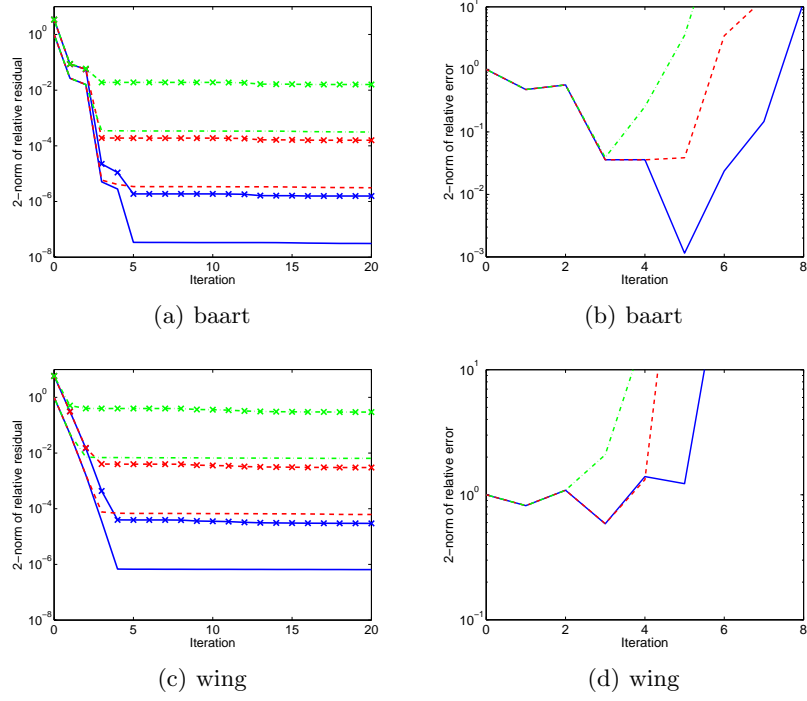 10^0
10^−2
10^−4
10^−6
10^−8
2−norm of relative residual
0 5 10 15 20
Iteration
(a) baart
10^1
10^0
10^−1
10^−2
10^−3
2−norm of relative error
0 2 4 6 8
Iteration
(b) baart
10^0
10^−2
10^−4
10^−6
10^−8
2−norm of relative residual
0 5 10 15 20
Iteration
(c) wing
10^1
10^0
10^−1
2−norm of relative error
0 2 4 6 8
Iteration
(d) wing